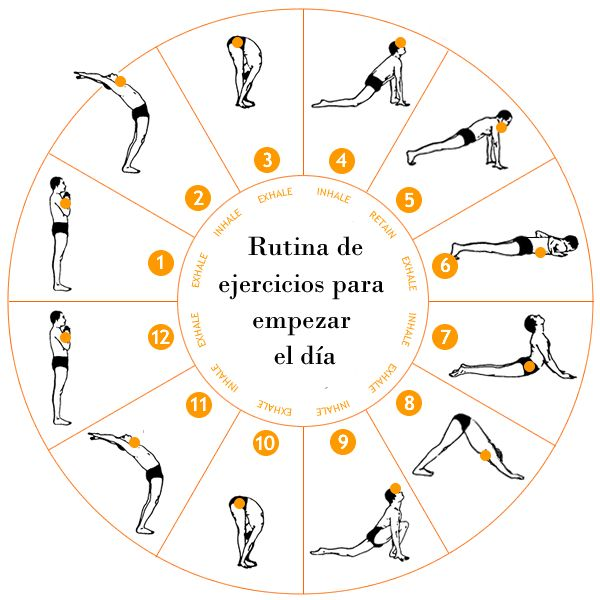 Rutina de
ejercicios para
empezar
el día
1
EXHALE
2
INHALE
3
EXHALE
4
INHALE
5
RETAIN
6
EXHALE
7
INHALE
8
EXHALE
9
INHALE
10
EXHALE
11
INHALE
12
EXHALE